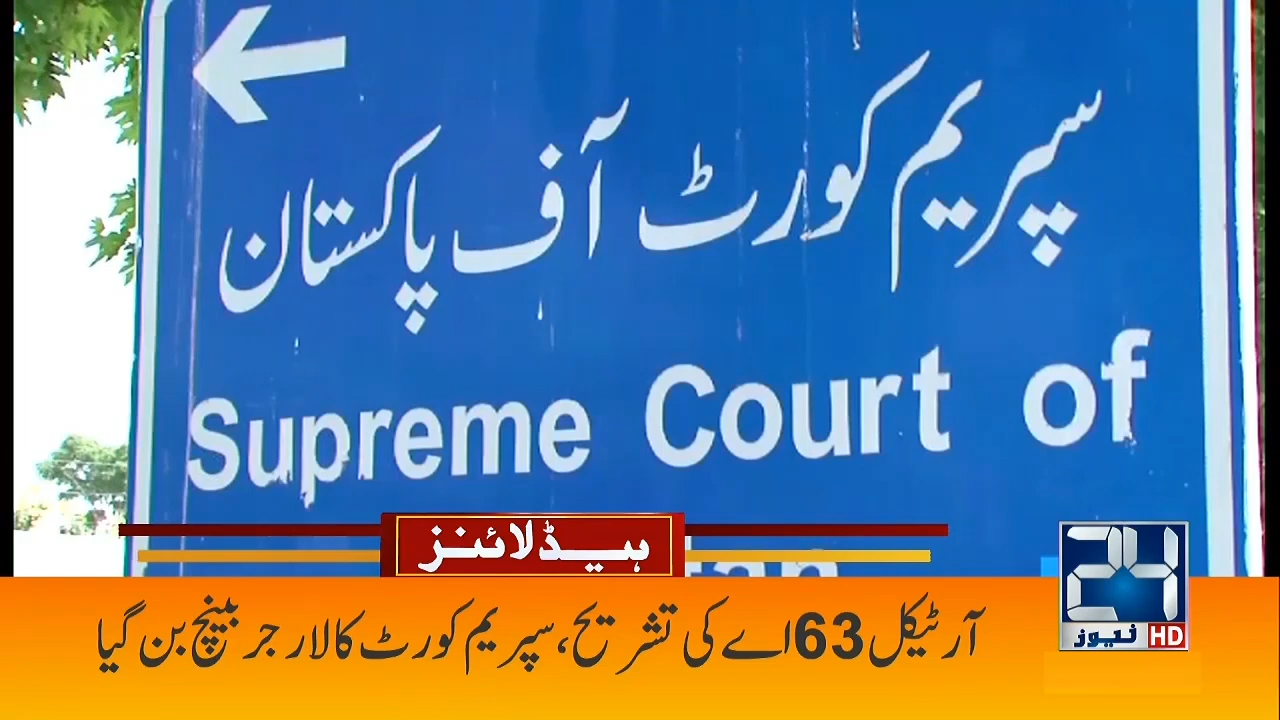 سپریم کورٹ آف پاکستان
Supreme Court of
ہیڈلائنز
آرٹیکل 63 اے کی تشریح، سپریم کورٹ کا لارجر بینچ بن گیا
24
نیوز HD